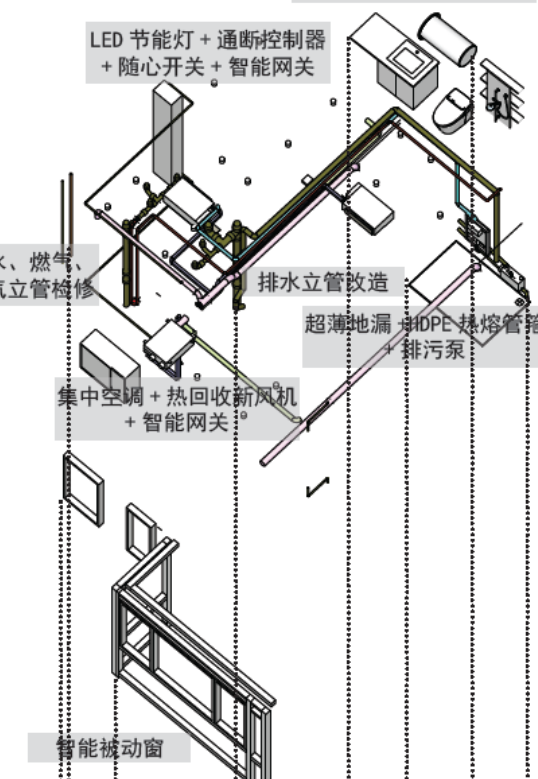 LED 节能灯 + 通断控制器
+ 随心开关 + 智能网关
水、燃气、
气立管检修
排水立管改造
超薄地漏 +HDPE 热熔管箍
+ 排污泵
集中空调 + 热回收新风机
+ 智能网关
智能被动窗